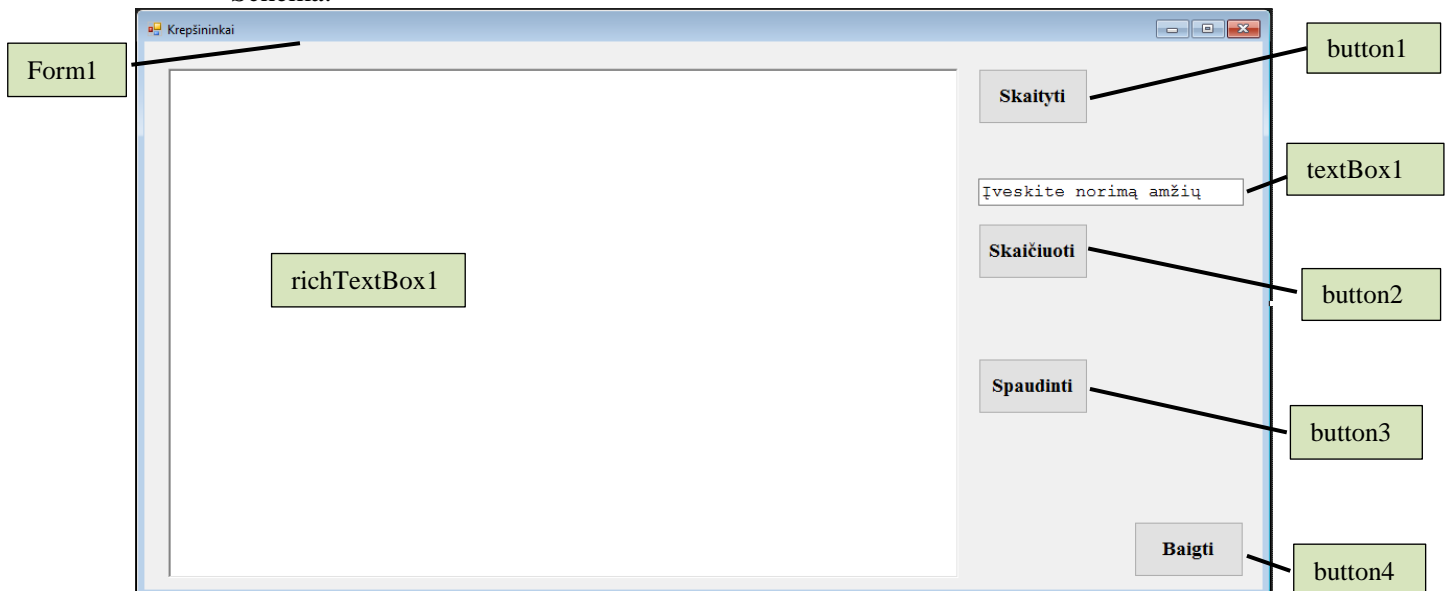 Krepšininkai
Form1
button1
Skaityti
textBox1
Įveskite norimą amžių
Skaičiuoti
richTextBox1
button2
Spaudinti
button3
Baigti
button4